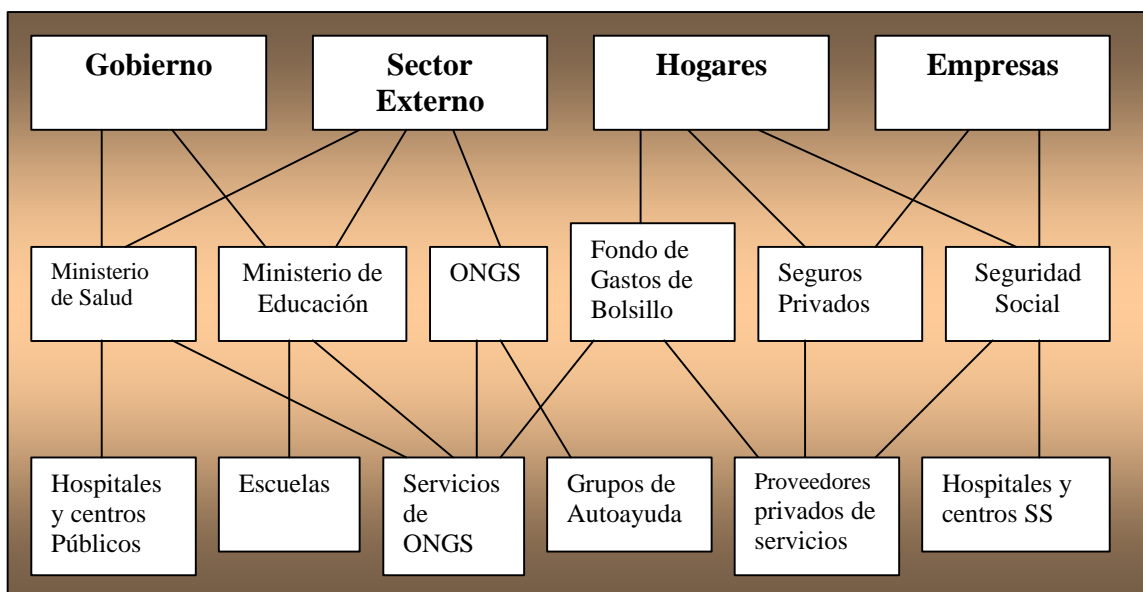 Gobierno
Sector
Externo
Hogares
Empresas
Ministerio
de Salud
Ministerio de
Educación
ONGS
Fondo de
Gastos de
Bolsillo
Seguros
Privados
Seguridad
Social
Hospitales
y centros
Públicos
Escuelas
Servicios
de
ONGS
Grupos de
Autoayuda
Proveedores
privados de
servicios
Hospitales y
centros SS